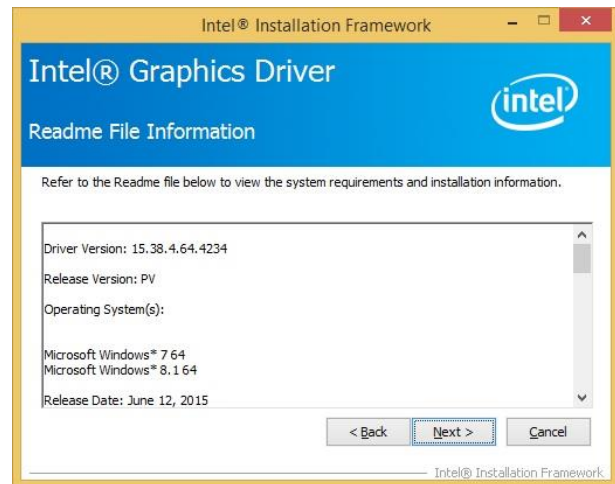 Intel® Installation Framework
Intel® Graphics Driver
intel
Readme File Information
Refer to the Readme file below to view the system requirements and installation information.
Driver Version: 15.38.4.64.4234
Release Version: PV
Operating System(s):
Microsoft Windows* 7 64
Microsoft Windows* 8.1 64
Release Date: June 12, 2015
< Back Next > Cancel
Intel® Installation Framework